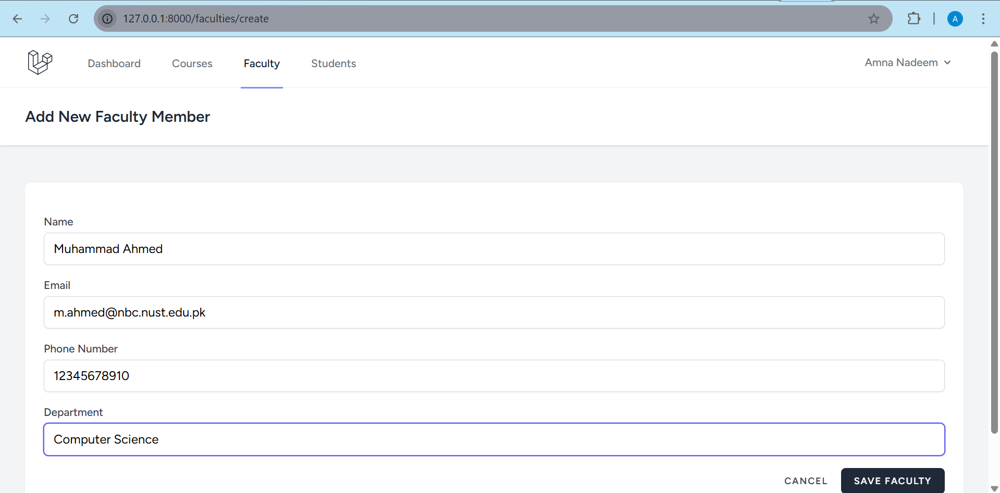 127.0.0.1:8000/faculties/create
A
Dashboard Courses Faculty Students Amna Nadeem
Add New Faculty Member
Name
Muhammad Ahmed
Email
m.ahmed@nbc.nust.edu.pk
Phone Number
12345678910
Department
Computer Science
CANCEL SAVE FACULTY